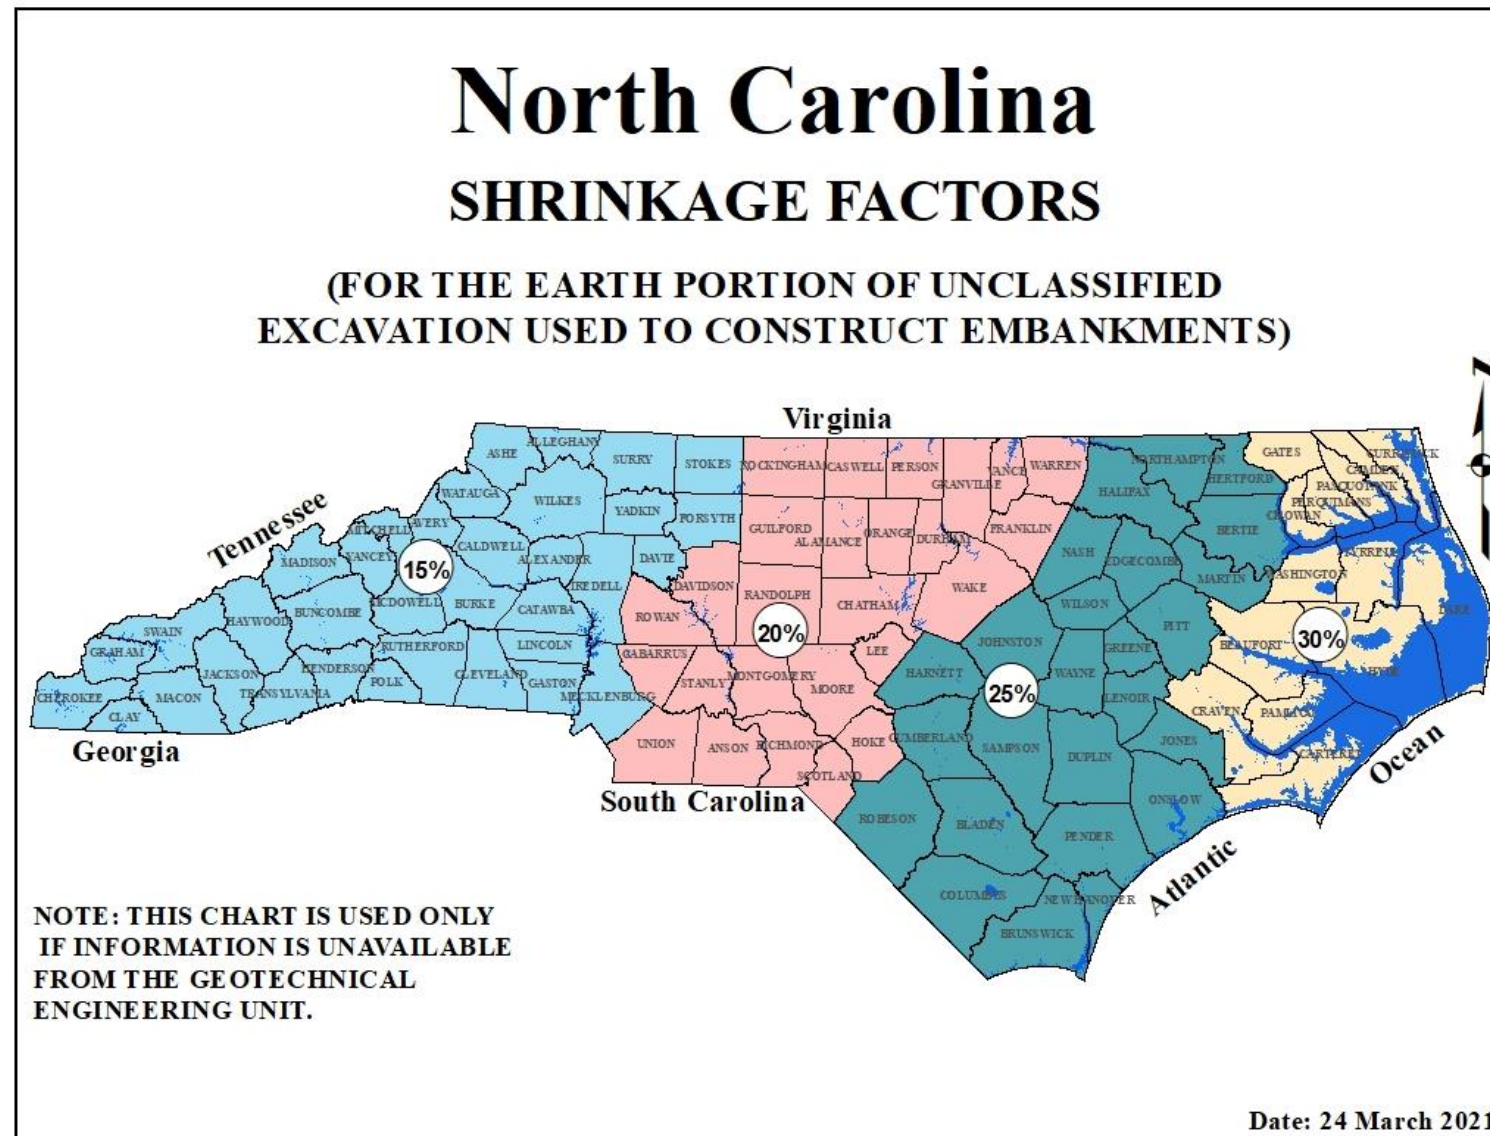 North Carolina
SHRINKAGE FACTORS
(FOR THE EARTH PORTION OF UNCLASSIFIED
EXCAVATION USED TO CONSTRUCT EMBANKMENTS)
Virginia
Tennessee
Georgia
South Carolina
Atlantic
Ocean
15%
20%
25%
30%
ASHE
ALLEGHANY
SURRY
STOKES
ROCKINGHAM
CASWELL
PERSON
GRANVILLE
VANCE
WARREN
NORTHAMPTON
HERTFORD
GATES
CURRITUCK
CAMDEN
PASQUOTANK
PERQUIMANS
CHOWAN
WATAUGA
WILKES
YADKIN
FORSYTH
GUILFORD
ALAMANCE
ORANGE
DURHAM
FRANKLIN
HALIFAX
BERTIE
MITCHELL
AVERY
CALDWELL
ALEXANDER
IREDELL
DAVIE
DAVIDSON
RANDOLPH
CHATHAM
WAKE
NASH
EDGECOMBE
MARTIN
WASHINGTON
TYRRELL
DARE
MADISON
YANCEY
MCDOWELL
BURKE
CATAWBA
ROWAN
WILSON
PITT
BEAUFORT
HYDE
SWAIN
HAYWOOD
BUNCOMBE
RUTHERFORD
LINCOLN
CABARRUS
STANLY
MONTGOMERY
MOORE
LEE
HARNETT
JOHNSTON
WAYNE
GREENE
LENOIR
CRAVEN
PAMLICO
GRAHAM
CHEROKEE
CLAY
MACON
JACKSON
TRANSYLVANIA
HENDERSON
POLK
CLEVELAND
GASTON
MECKLENBURG
UNION
ANSON
RICHMOND
SCOTLAND
HOKE
CUMBERLAND
SAMPSON
DUPLIN
JONES
CARTERET
ONSLOW
ROBESON
BLADEN
PENDER
COLUMBUS
NEW HANOVER
BRUNSWICK
NOTE: THIS CHART IS USED ONLY
IF INFORMATION IS UNAVAILABLE
FROM THE GEOTECHNICAL
ENGINEERING UNIT.
Date: 24 March 2021